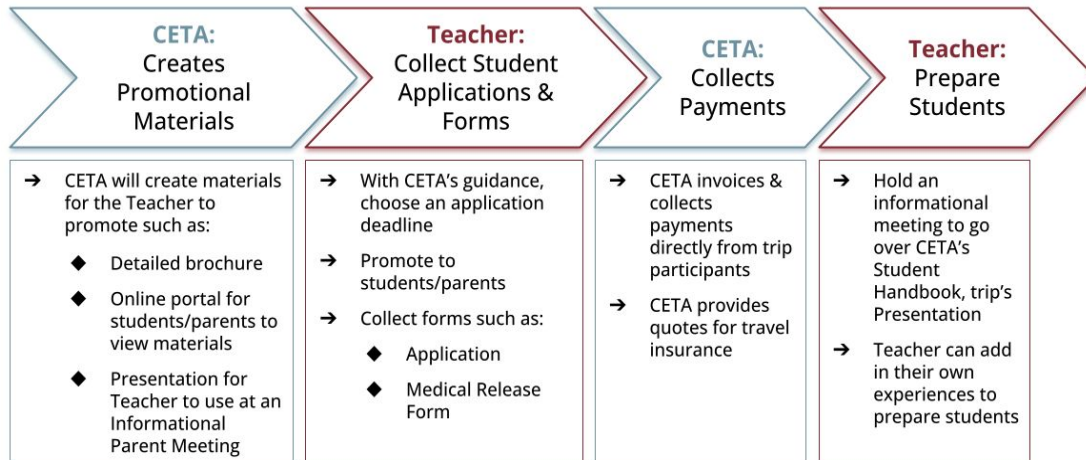 CETA:
Creates
Promotional
Materials
Teacher:
Collect Student
Applications &
Forms
CETA:
Collects
Payments
Teacher:
Prepare
Students
➔ CETA will create materials
for the Teacher to
promote such as:
◆ Detailed brochure
◆ Online portal for
students/parents to
view materials
◆ Presentation for
Teacher to use at an
Informational
Parent Meeting
➔ With CETA’s guidance,
choose an application
deadline
➔ Promote to
students/parents
➔ Collect forms such as:
◆ Application
◆ Medical Release
Form
➔ CETA invoices &
collects
payments
directly from trip
participants
➔ CETA provides
quotes for travel
insurance
➔ Hold an
informational
meeting to go
over CETA’s
Student
Handbook, trip’s
Presentation
➔ Teacher can add
in their own
experiences to
prepare students